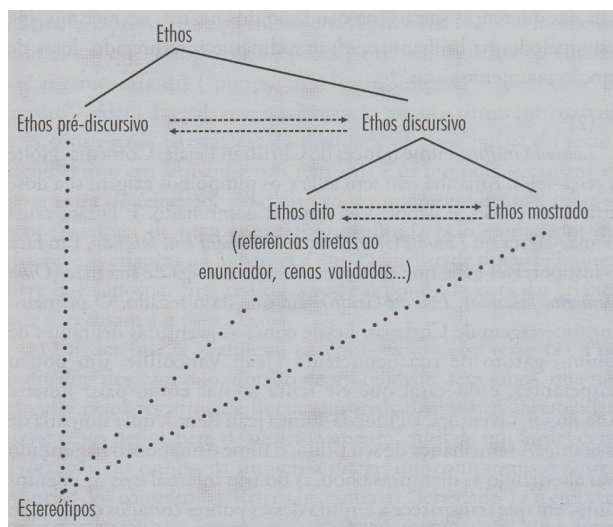 Ethos
Ethos pré-discursivo
Ethos discursivo
Ethos dito
Ethos mostrado
(referências diretas ao
enunciador, cenas validadas...)
Estereótipos